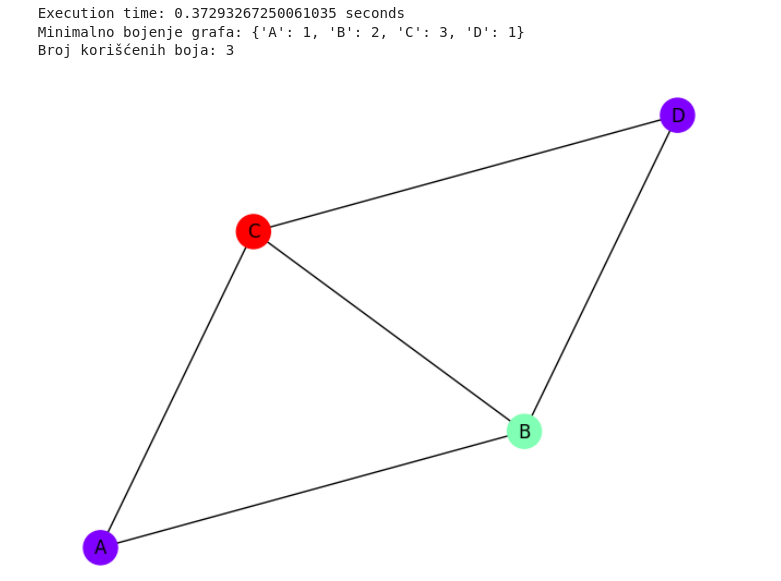 Execution time: 0.37293267250061035 seconds
Minimalno bojenje grafa: {'A': 1, 'B': 2, 'C': 3, 'D': 1}
Broj korišćenih boja: 3
D
C
B
A